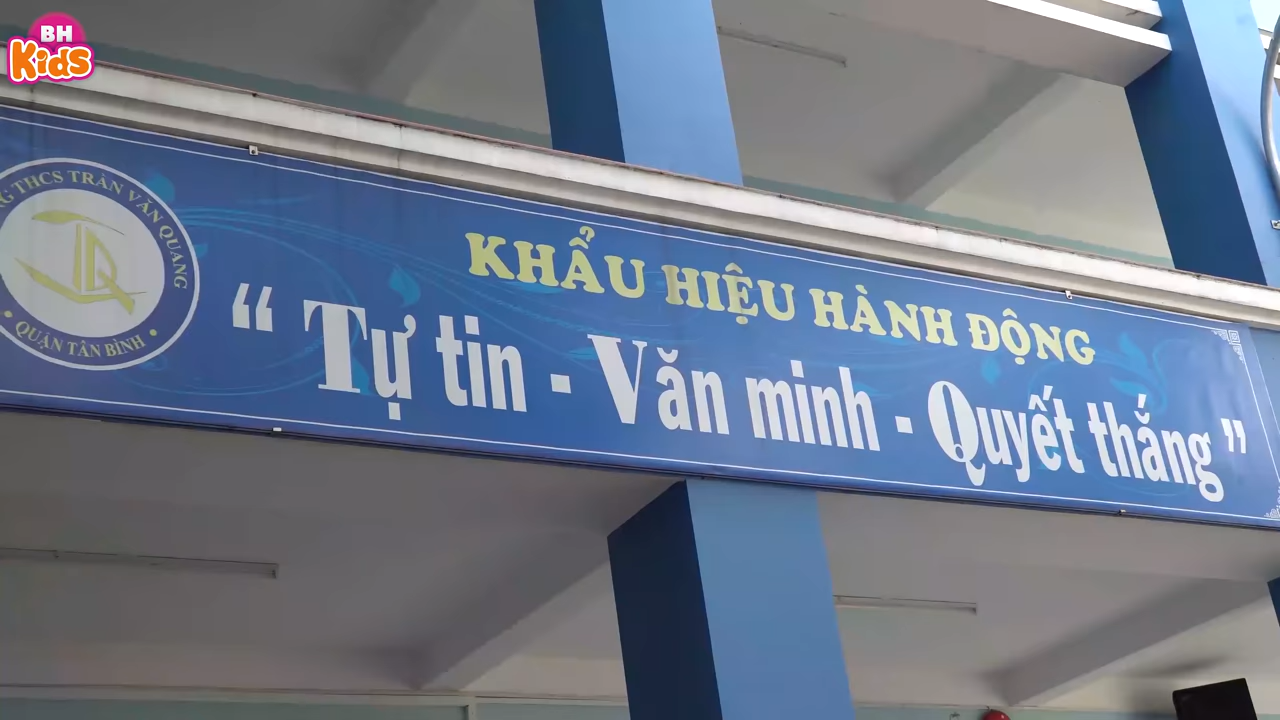 BH
Kids
THCS TRẦN VĂN QUANG
• QUẬN TÂN BÌNH •
KHẨU HIỆU HÀNH ĐỘNG
“ Tự tin - Văn minh - Quyết thắng ”